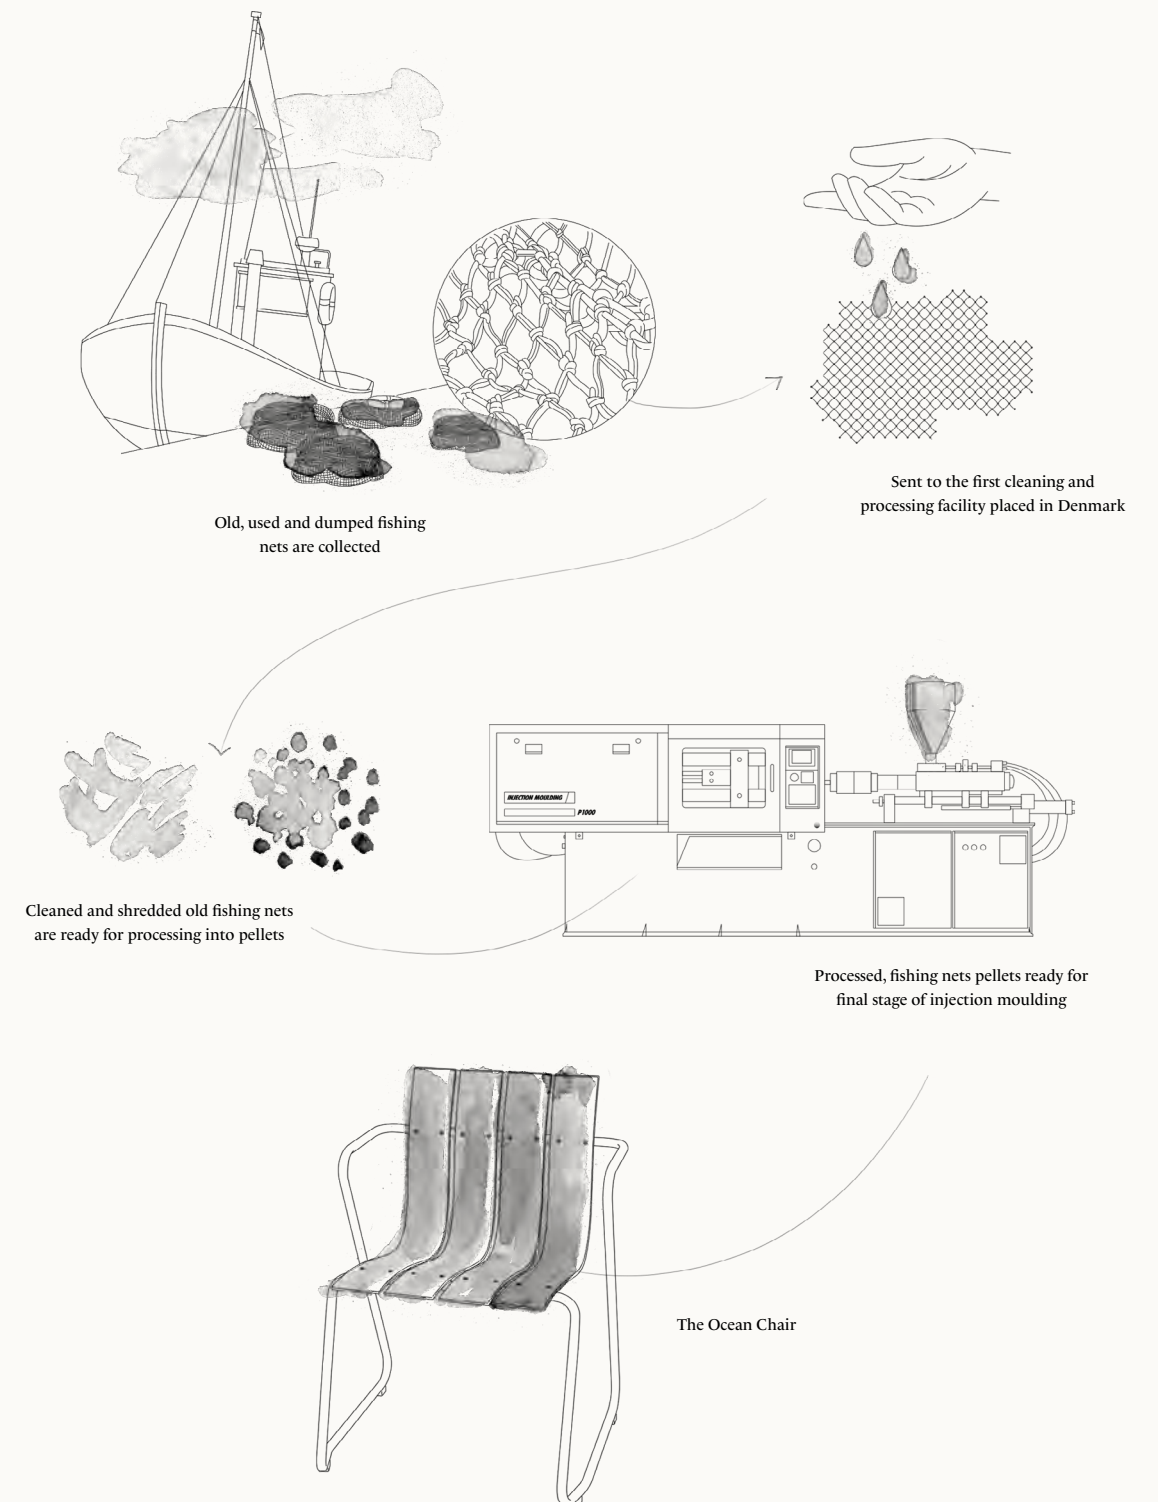 Old, used and dumped fishing
nets are collected
Sent to the first cleaning and
processing facility placed in Denmark
Cleaned and shredded old fishing nets
are ready for processing into pellets
INJECTION MOULDING
P1000
Processed, fishing nets pellets ready for
final stage of injection moulding
The Ocean Chair